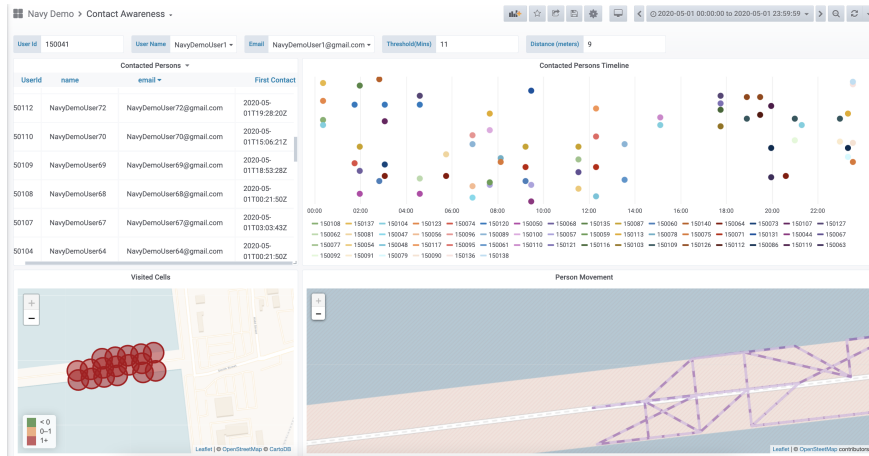 Navy Demo > Contact Awareness
2020-05-01 00:00:00 to 2020-05-01 23:59:59
User Id 150041 User Name NavyDemoUser1 Email NavyDemoUser1@gmail.com Threshold(Mins) 11 Distance (meters) 9
Contacted Persons
UserId name email First Contact
50112 NavyDemoUser72 NavyDemoUser72@gmail.com 2020-05-
01T19:28:20Z
50110 NavyDemoUser70 NavyDemoUser70@gmail.com 2020-05-
01T15:06:21Z
50109 NavyDemoUser69 NavyDemoUser69@gmail.com 2020-05-
01T18:53:28Z
50108 NavyDemoUser68 NavyDemoUser68@gmail.com 2020-05-
01T00:21:50Z
50107 NavyDemoUser67 NavyDemoUser67@gmail.com 2020-05-
01T03:03:43Z
50104 NavyDemoUser64 NavyDemoUser64@gmail.com 2020-05-
01T00:21:50Z
Contacted Persons Timeline
00:00 02:00 04:00 06:00 08:00 10:00 12:00 14:00 16:00 18:00 20:00 22:00
150108 150137 150104 150123 150074 150120 150050 150068 150135 150087 150060 150140 150064 150073 150107 150127
150062 150081 150047 150056 150096 150089 150100 150057 150059 150113 150078 150075 150071 150131 150044 150067
150077 150054 150048 150117 150095 150061 150110 150121 150116 150103 150109 150126 150112 150086 150119 150063
150092 150091 150079 150090 150136 150138
Visited Cells
+
−
< 0
0–1
1+
Leaflet | © OpenStreetMap © CartoDB
Person Movement
+
−
Leaflet | © OpenStreetMap contributors